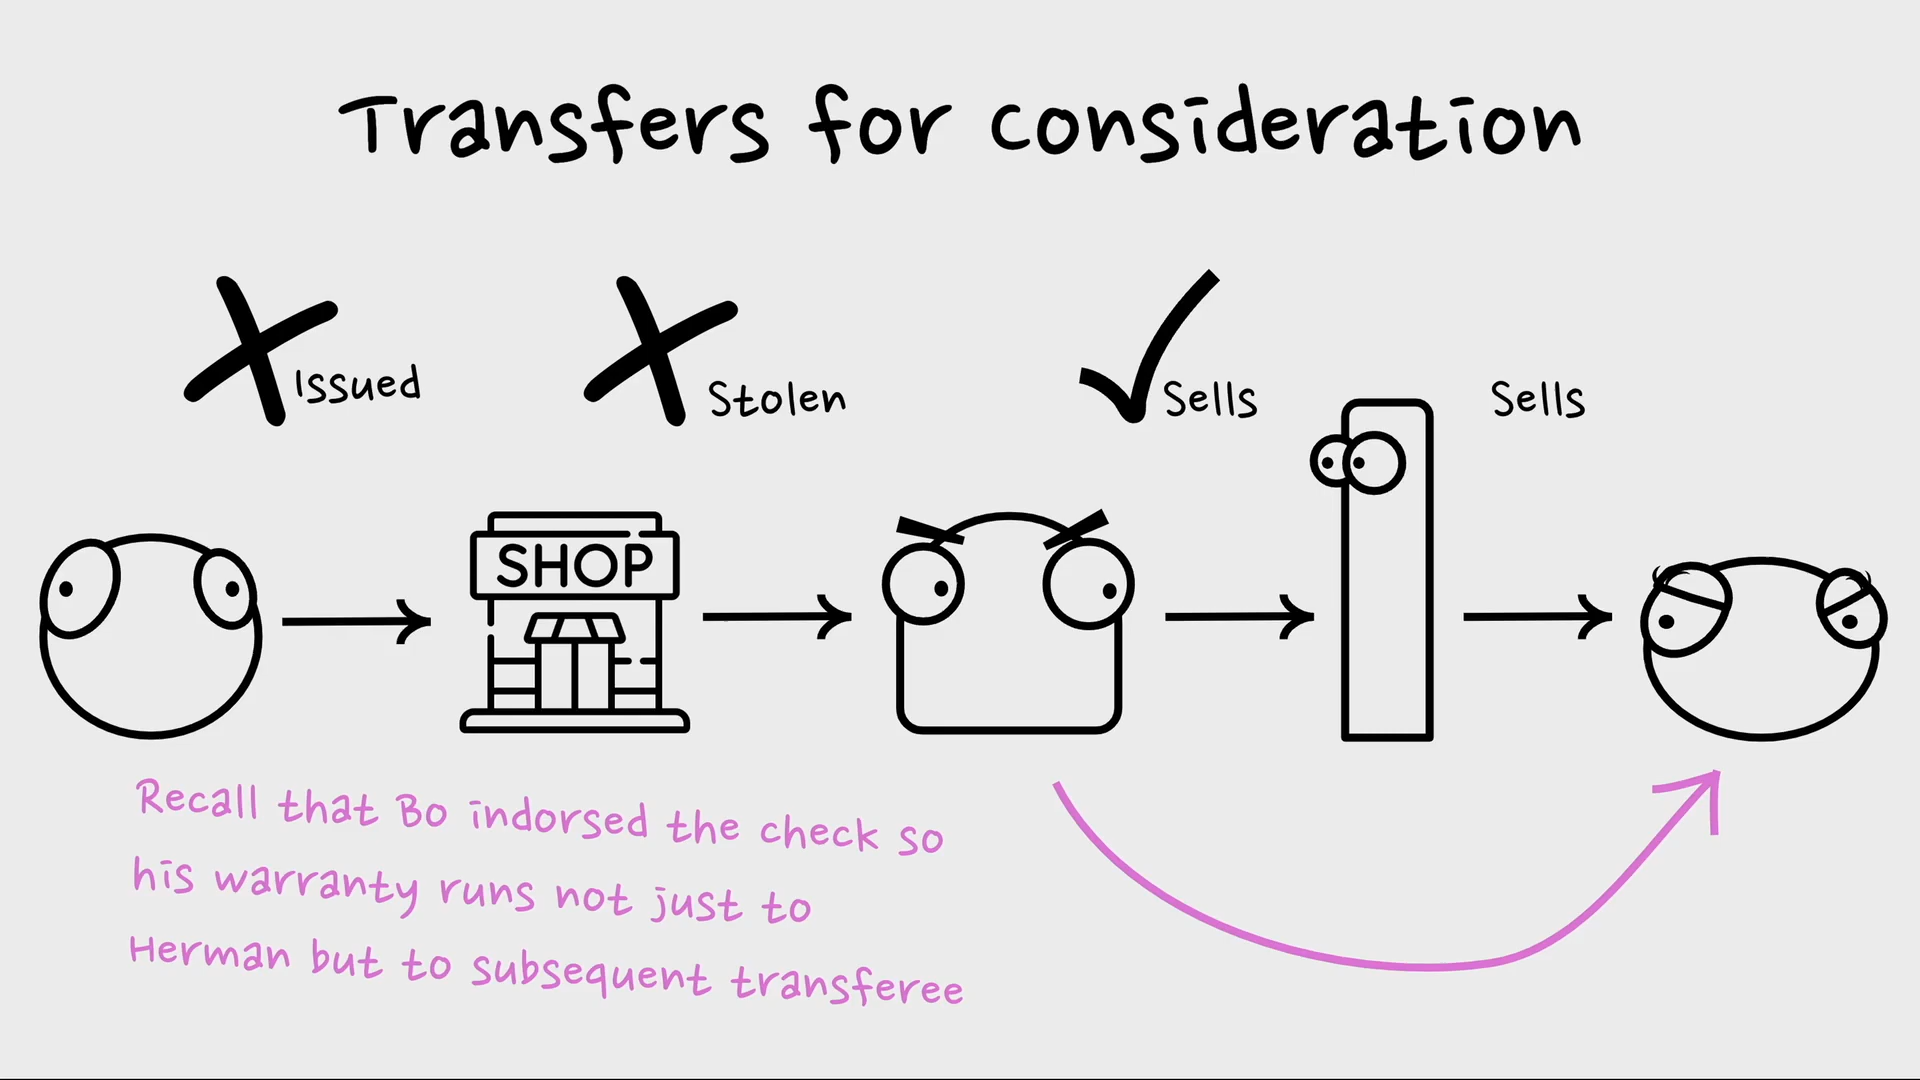 Transfers for consideration
Issued
Stolen
Sells
Sells
SHOP
Recall that Bo indorsed the check so
his warranty runs not just to
Herman but to subsequent transferee